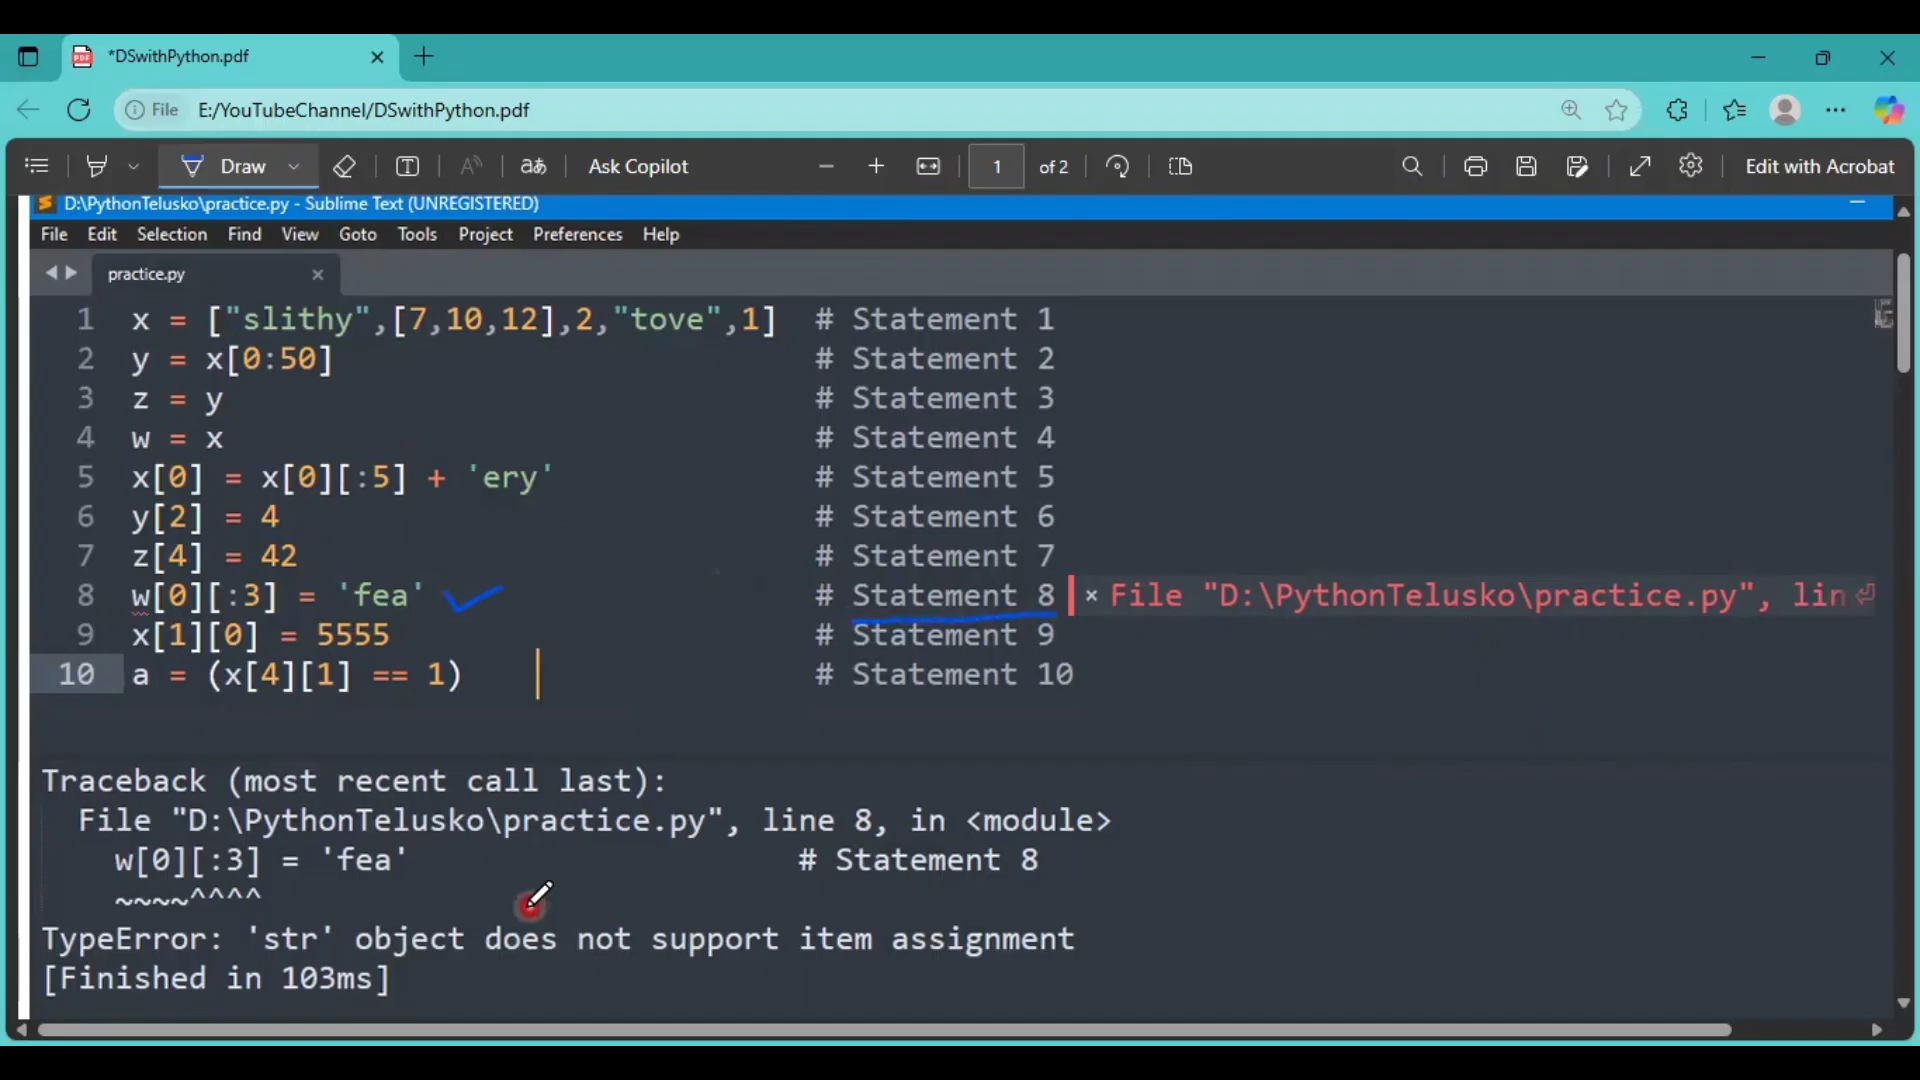 *DSwithPython.pdf
File E:/YouTubeChannel/DSwithPython.pdf
Draw Ask Copilot 1 of 2 Edit with Acrobat
D:\PythonTelusko\practice.py - Sublime Text (UNREGISTERED)
File Edit Selection Find View Goto Tools Project Preferences Help
practice.py
1 x = ["slithy",[7,10,12],2,"tove",1] # Statement 1
2 y = x[0:50] # Statement 2
3 z = y # Statement 3
4 w = x # Statement 4
5 x[0] = x[0][:5] + 'ery' # Statement 5
6 y[2] = 4 # Statement 6
7 z[4] = 42 # Statement 7
8 w[0][:3] = 'fea' # Statement 8 × File "D:\PythonTelusko\practice.py", lin
9 x[1][0] = 5555 # Statement 9
10 a = (x[4][1] == 1) # Statement 10
Traceback (most recent call last):
File "D:\PythonTelusko\practice.py", line 8, in <module>
w[0][:3] = 'fea' # Statement 8
~~~~^^^^
TypeError: 'str' object does not support item assignment
[Finished in 103ms]